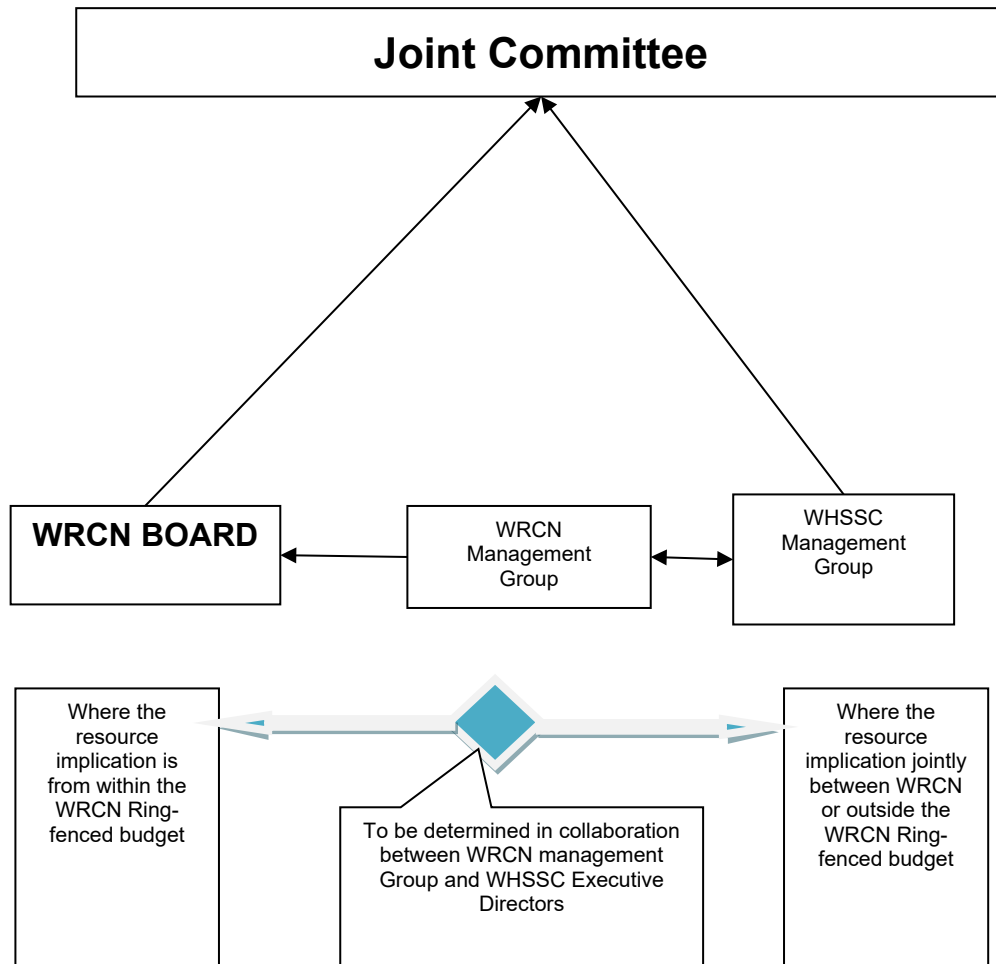 Joint Committee
WRCN BOARD
WRCN
Management
Group
WHSSC
Management
Group
Where the
resource
implication is
from within the
WRCN Ring-
fenced budget
To be determined in collaboration
between WRCN management
Group and WHSSC Executive
Directors
Where the
resource
implication jointly
between WRCN
or outside the
WRCN Ring-
fenced budget